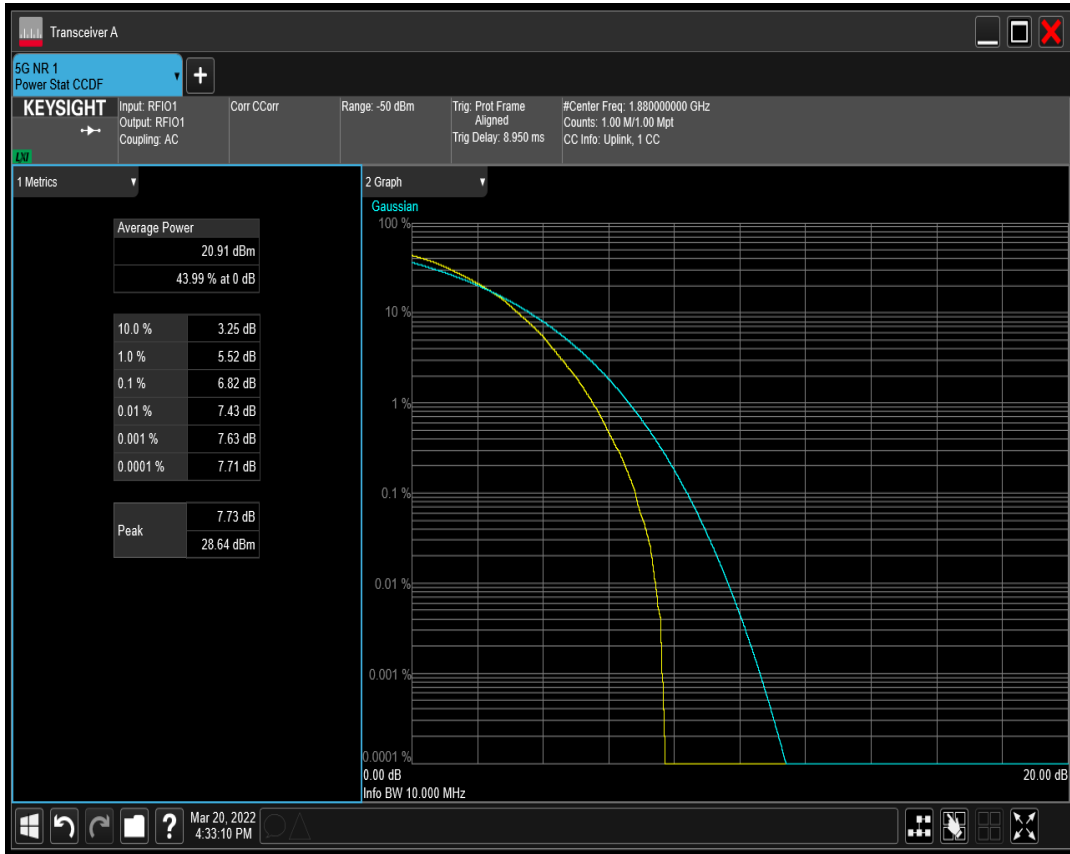 Transceiver A
5G NR 1
Power Stat CCDF
+
KEYSIGHT
LXI
Input: RFIO1
Output: RFIO1
Coupling: AC
Corr CCorr
Range: -50 dBm
Trig: Prot Frame
Aligned
Trig Delay: 8.950 ms
#Center Freq: 1.880000000 GHz
Counts: 1.00 M/1.00 Mpt
CC Info: Uplink, 1 CC
1 Metrics
Average Power
20.91 dBm
43.99 % at 0 dB
10.0 % 3.25 dB
1.0 % 5.52 dB
0.1 % 6.82 dB
0.01 % 7.43 dB
0.001 % 7.63 dB
0.0001 % 7.71 dB
Peak
7.73 dB
28.64 dBm
2 Graph
Gaussian
100 %
10 %
1 %
0.1 %
0.01 %
0.001 %
0.0001 %
0.00 dB 20.00 dB
Info BW 10.000 MHz
?
Mar 20, 2022
4:33:10 PM